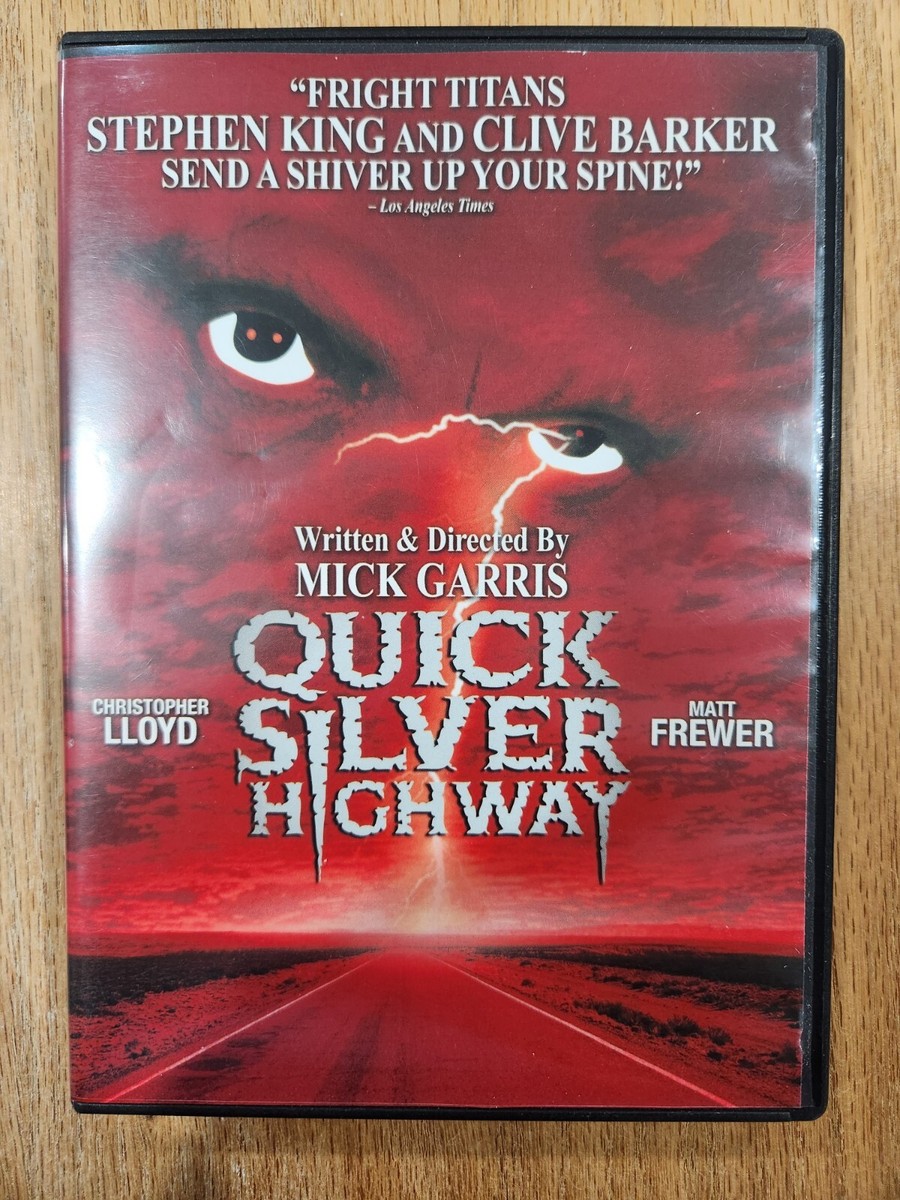 “FRIGHT TITANS
STEPHEN KING AND CLIVE BARKER
SEND A SHIVER UP YOUR SPINE!”
– Los Angeles Times
Written & Directed By
MICK GARRIS
QUICK
SILVER
HIGHWAY
CHRISTOPHER
LLOYD
MATT
FREWER